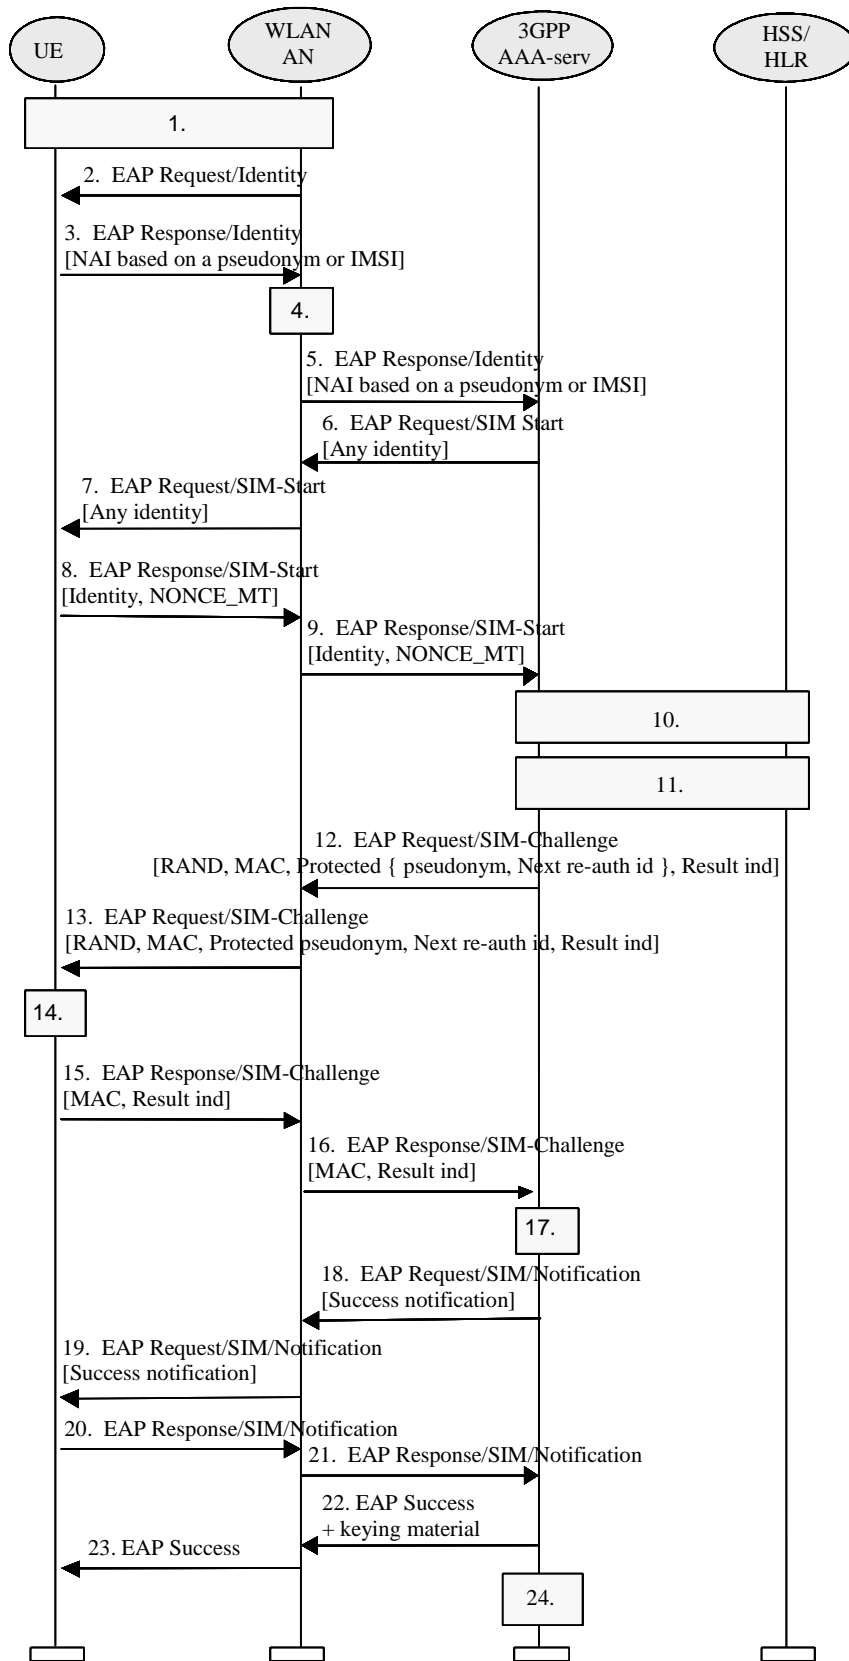 UE
WLAN
AN
3GPP
AAA-serv
HSS/
HLR
1.
2. EAP Request/Identity
3. EAP Response/Identity
[NAI based on a pseudonym or IMSI]
4.
5. EAP Response/Identity
[NAI based on a pseudonym or IMSI]
6. EAP Request/SIM Start
[Any identity]
7. EAP Request/SIM-Start
[Any identity]
8. EAP Response/SIM-Start
[Identity, NONCE_MT]
9. EAP Response/SIM-Start
[Identity, NONCE_MT]
10.
11.
12. EAP Request/SIM-Challenge
[RAND, MAC, Protected { pseudonym, Next re-auth id }, Result ind]
13. EAP Request/SIM-Challenge
[RAND, MAC, Protected pseudonym, Next re-auth id, Result ind]
14.
15. EAP Response/SIM-Challenge
[MAC, Result ind]
16. EAP Response/SIM-Challenge
[MAC, Result ind]
17.
18. EAP Request/SIM/Notification
[Success notification]
19. EAP Request/SIM/Notification
[Success notification]
20. EAP Response/SIM/Notification
21. EAP Response/SIM/Notification
22. EAP Success
+ keying material
23. EAP Success
24.